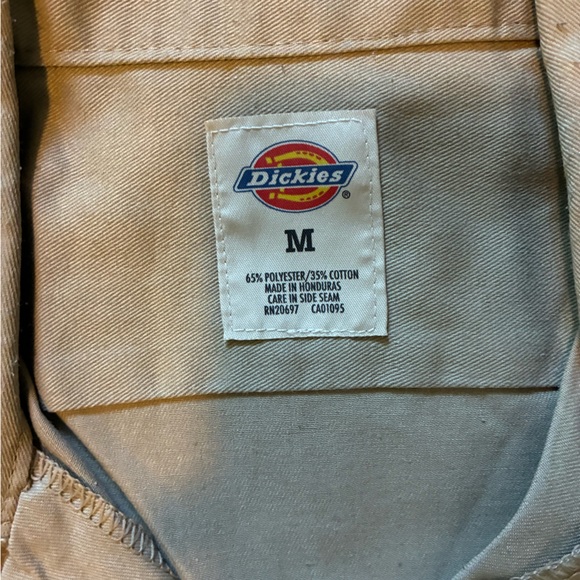 Dickies®
M
65% POLYESTER/35% COTTON
MADE IN HONDURAS
CARE IN SIDE SEAM
RN20697 CA01095